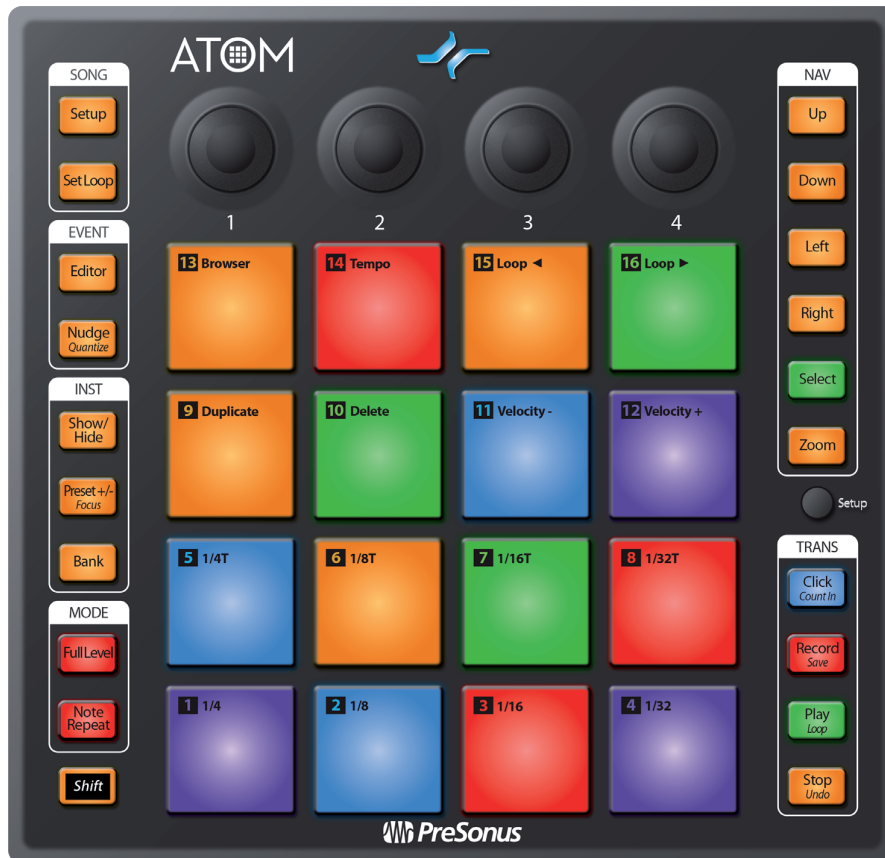 ATOM
SONG
Setup
Set Loop
EVENT
Editor
Nudge
Quantize
INST
Show/
Hide
Preset +/-
Focus
Bank
MODE
Full Level
Note
Repeat
Shift
1 2 3 4
13 Browser
14 Tempo
15 Loop ◄
16 Loop ►
9 Duplicate
10 Delete
11 Velocity -
12 Velocity +
5 1/4T
6 1/8T
7 1/16T
8 1/32T
1 1/4
2 1/8
3 1/16
4 1/32
PreSonus
NAV
Up
Down
Left
Right
Select
Zoom
Setup
TRANS
Click
Count In
Record
Save
Play
Loop
Stop
Undo